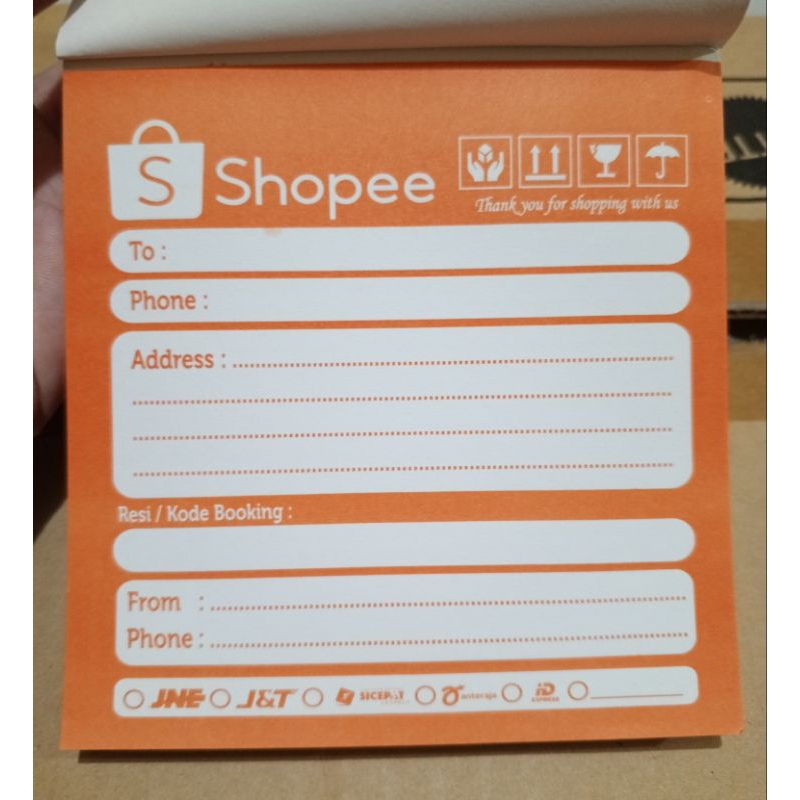 S Shopee
Thank you for shopping with us
To :
Phone :
Address :
Resi / Kode Booking :
From :
Phone :
JNE J&T SICEPAT anteraja iD EXPRESS